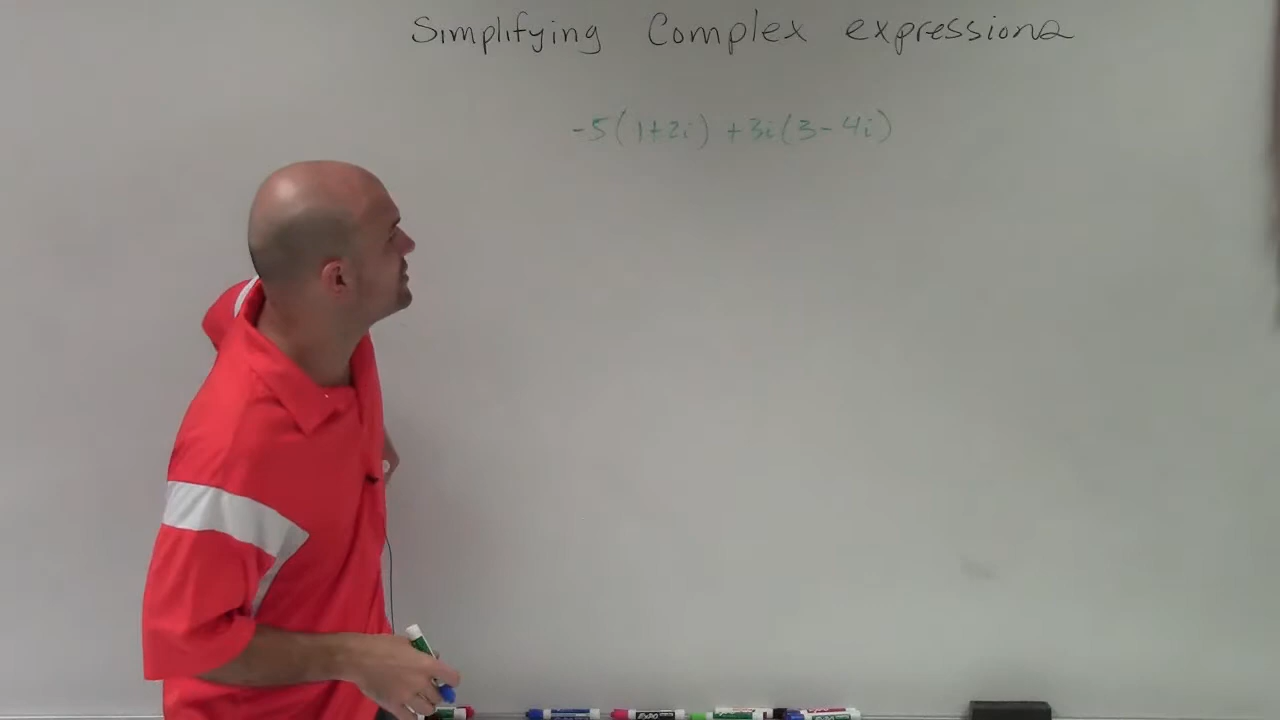 Simplifying Complex expressions
-5(1+2i) +3i(3-4i)